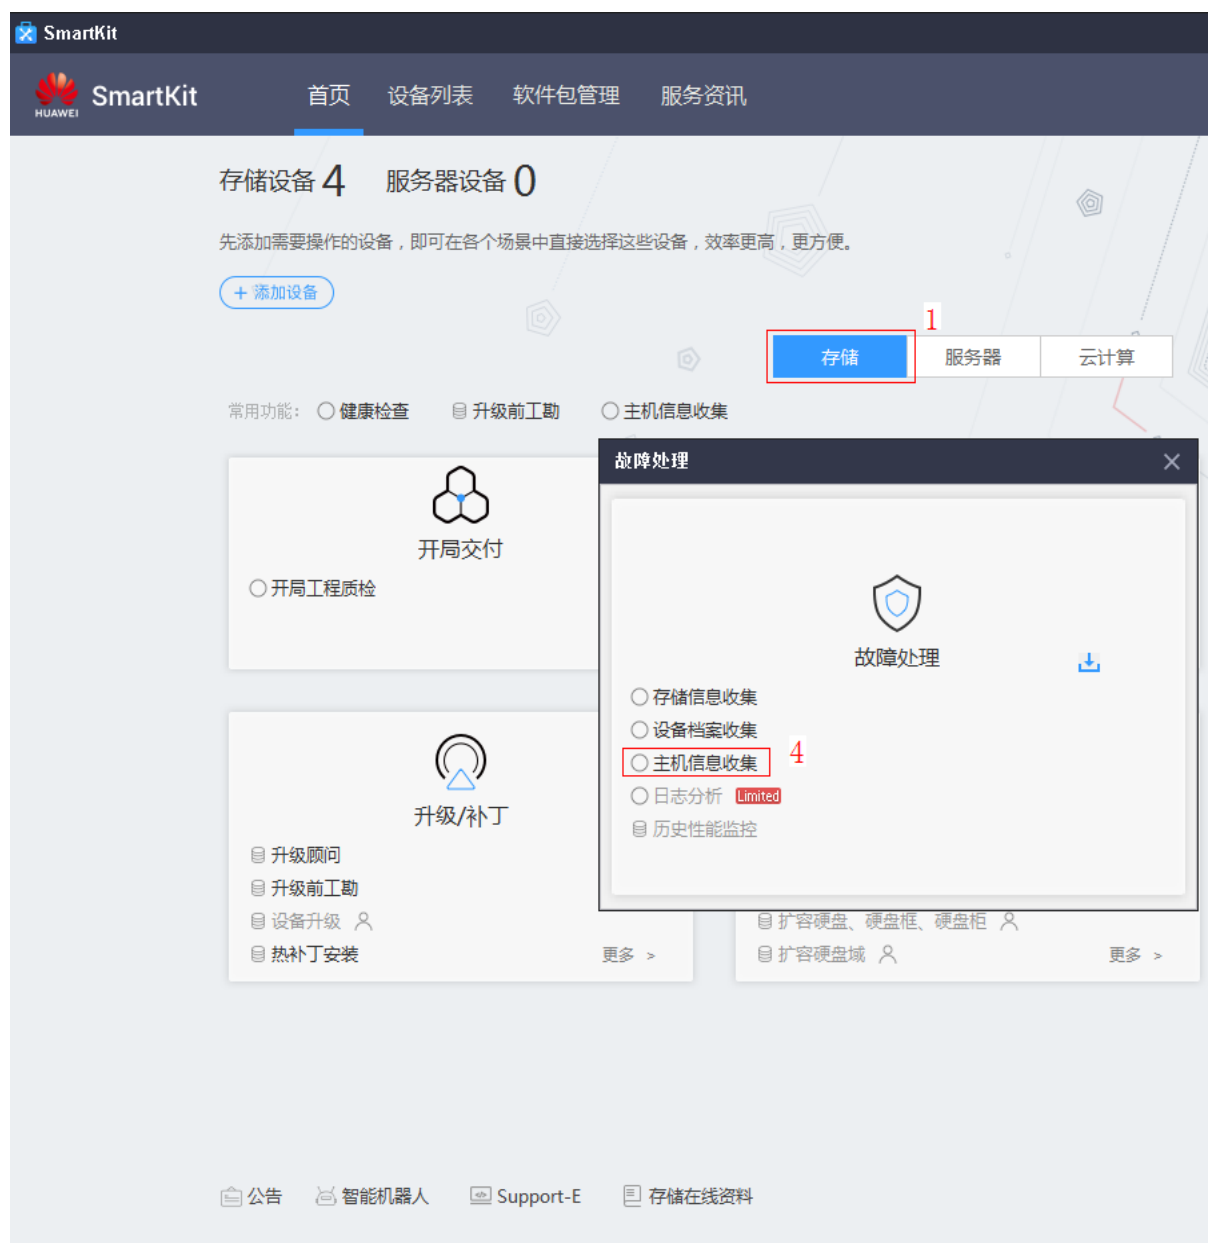 SmartKit
HUAWEI SmartKit 首页 设备列表 软件包管理 服务资讯
存储设备 4 服务器设备 0
先添加需要操作的设备，即可在各个场景中直接选择这些设备，效率更高，更方便。
+ 添加设备
1
存储 服务器 云计算
常用功能： 健康检查 升级前工勘 主机信息收集
开局交付
开局工程质检
故障处理
故障处理
存储信息收集
设备档案收集
主机信息收集 4
日志分析 Limited
历史性能监控
升级/补丁
升级顾问
升级前工勘
设备升级
热补丁安装
更多 >
扩容硬盘、硬盘框、硬盘柜
扩容硬盘域
更多 >
公告 智能机器人 Support-E 存储在线资料